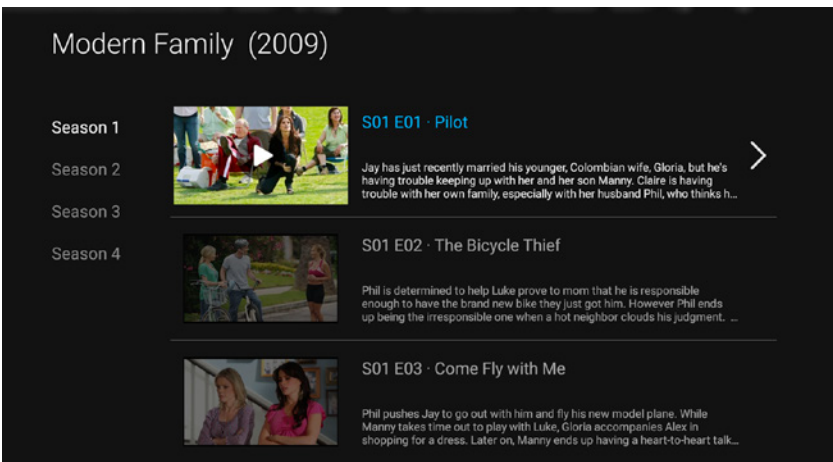 Modern Family (2009)
Season 1
Season 2
Season 3
Season 4
S01 E01 · Pilot
Jay has just recently married his younger, Colombian wife, Gloria, but he's
having trouble keeping up with her and her son Manny. Claire is having
trouble with her own family, especially with her husband Phil, who thinks h...
S01 E02 · The Bicycle Thief
Phil is determined to help Luke prove to mom that he is responsible
enough to have the brand new bike they just got him. However Phil ends
up being the irresponsible one when a hot neighbor clouds his judgment. ...
S01 E03 · Come Fly with Me
Phil pushes Jay to go out with him and fly his new model plane. While
Manny takes time out to play with Luke, Gloria accompanies Alex in
shopping for a dress. Later on, Manny ends up having a heart-to-heart talk...